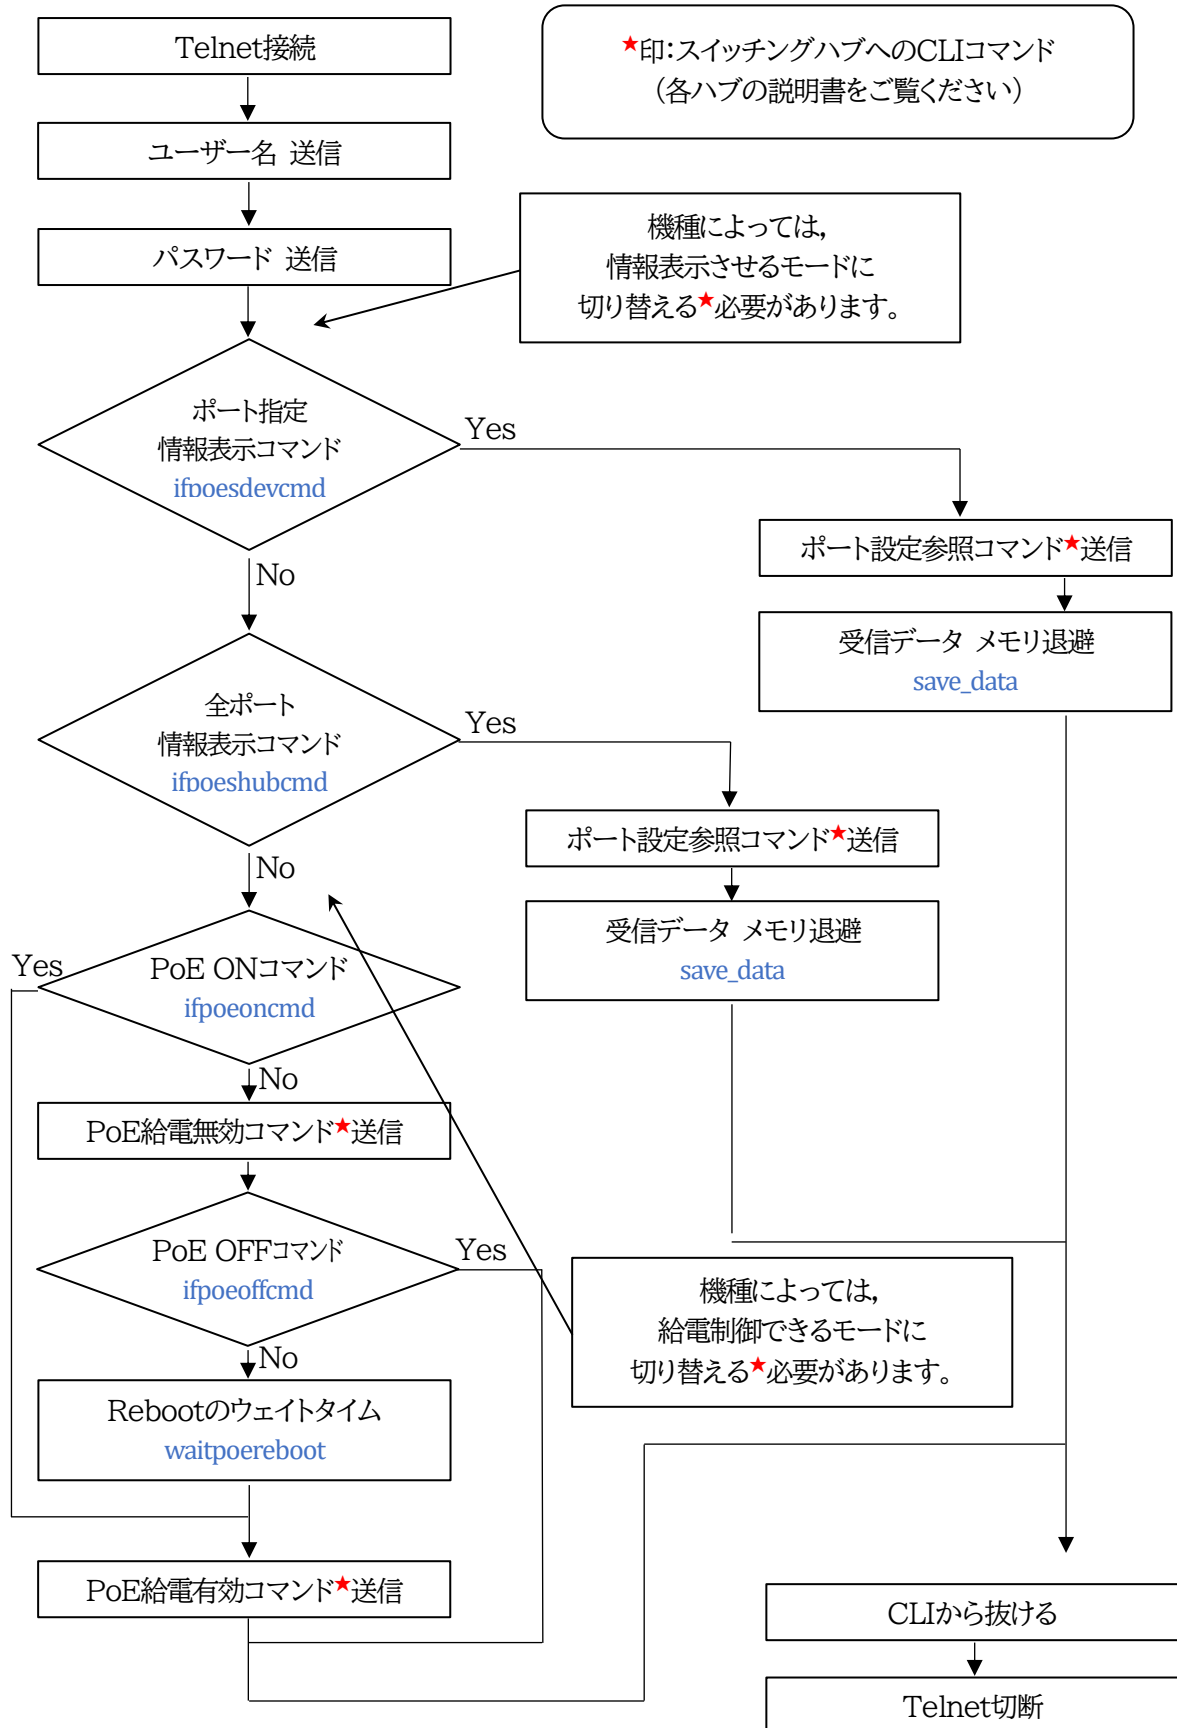 Telnet接続
★印:スイッチングハブへのCLIコマンド
(各ハブの説明書をご覧ください)
ユーザー名 送信
パスワード 送信
機種によっては,
情報表示させるモードに
切り替える★必要があります。
ポート指定
情報表示コマンド
ifpoesdevcmd
Yes
No
ポート設定参照コマンド★送信
受信データ メモリ退避
save_data
全ポート
情報表示コマンド
ifpoeshubcmd
Yes
No
ポート設定参照コマンド★送信
受信データ メモリ退避
save_data
PoE ONコマンド
ifpoeoncmd
Yes
No
PoE給電無効コマンド★送信
PoE OFFコマンド
ifpoeoffcmd
Yes
No
機種によっては,
給電制御できるモードに
切り替える★必要があります。
Rebootのウェイトタイム
waitpoereboot
PoE給電有効コマンド★送信
CLIから抜ける
Telnet切断